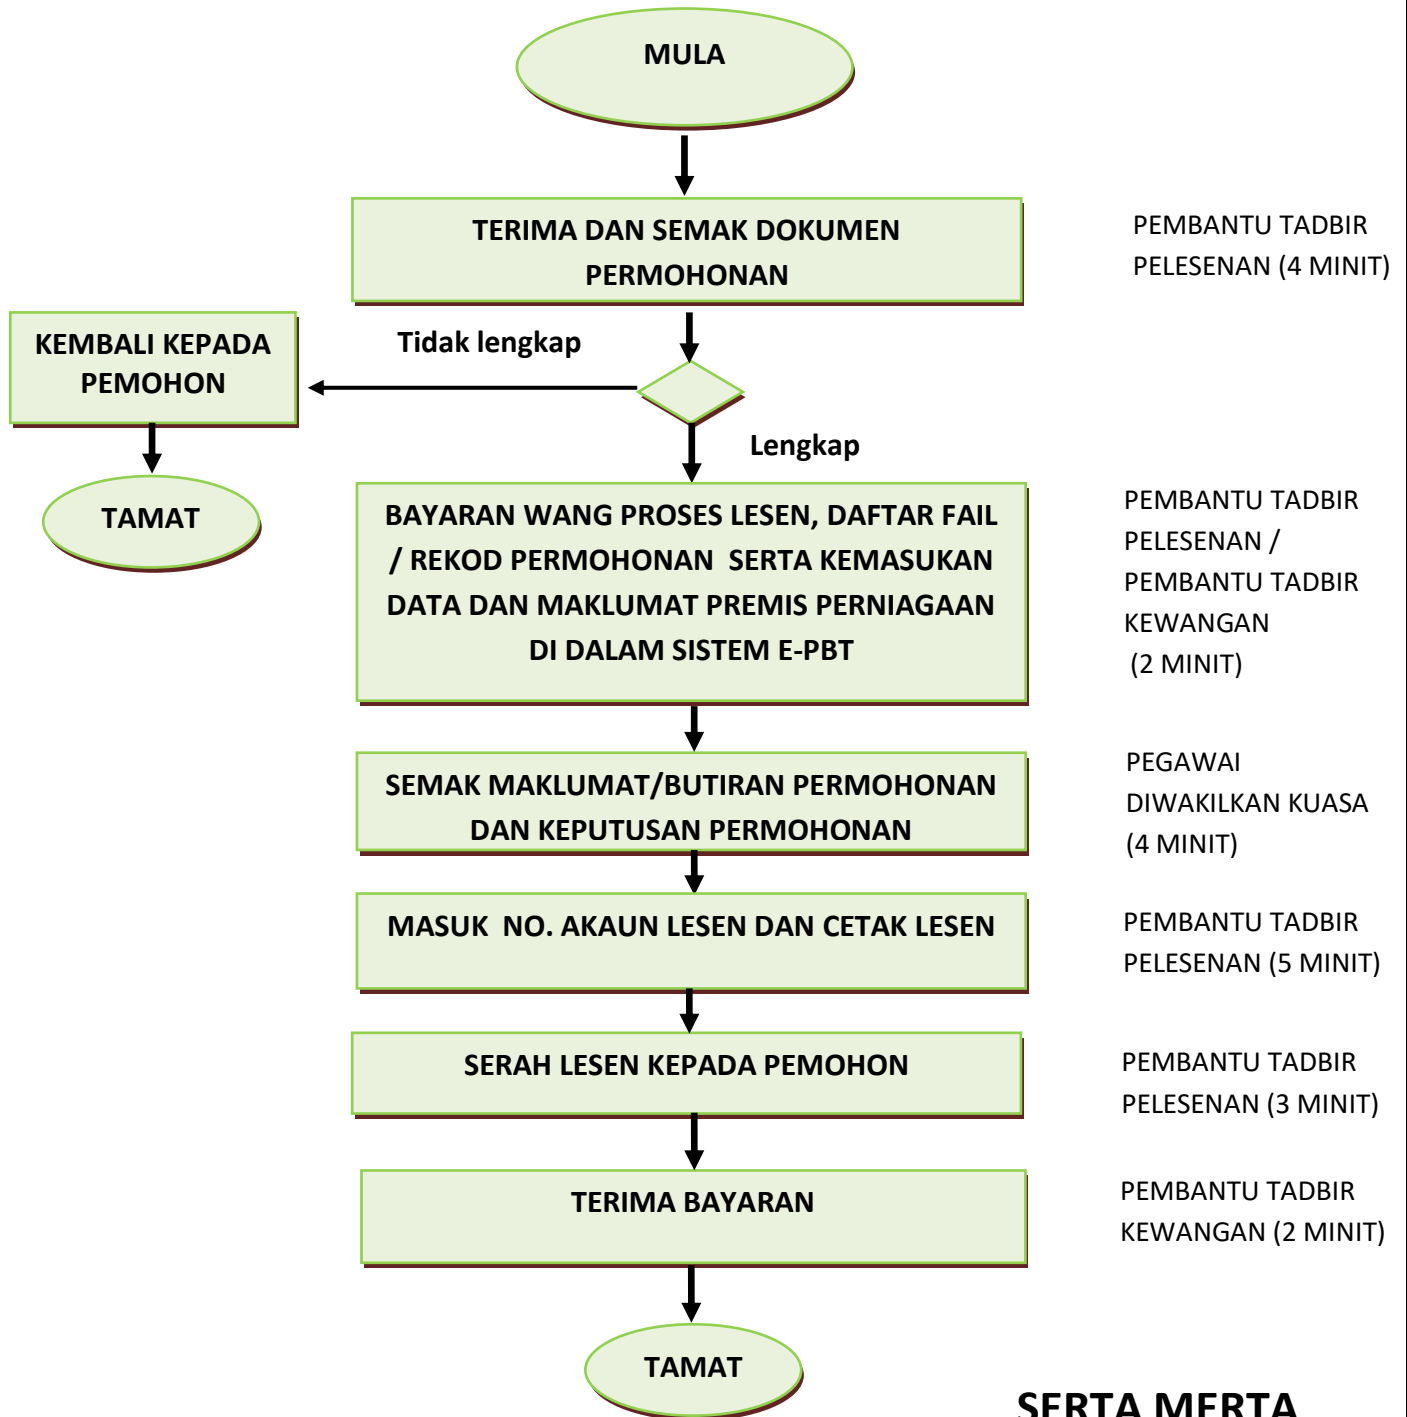 MULA
TERIMA DAN SEMAK DOKUMEN
PERMOHONAN
PEMBANTU TADBIR
PELESENAN (4 MINIT)
KEMBALI KEPADA
PEMOHON
Tidak lengkap
Lengkap
TAMAT
BAYARAN WANG PROSES LESEN, DAFTAR FAIL
/ REKOD PERMOHONAN SERTA KEMASUKAN
DATA DAN MAKLUMAT PREMIS PERNIAGAAN
DI DALAM SISTEM E-PBT
PEMBANTU TADBIR
PELESENAN /
PEMBANTU TADBIR
KEWANGAN
(2 MINIT)
SEMAK MAKLUMAT/BUTIRAN PERMOHONAN
DAN KEPUTUSAN PERMOHONAN
PEGAWAI
DIWAKILKAN KUASA
(4 MINIT)
MASUK NO. AKAUN LESEN DAN CETAK LESEN
PEMBANTU TADBIR
PELESENAN (5 MINIT)
SERAH LESEN KEPADA PEMOHON
PEMBANTU TADBIR
PELESENAN (3 MINIT)
TERIMA BAYARAN
PEMBANTU TADBIR
KEWANGAN (2 MINIT)
TAMAT
SERTA MERTA